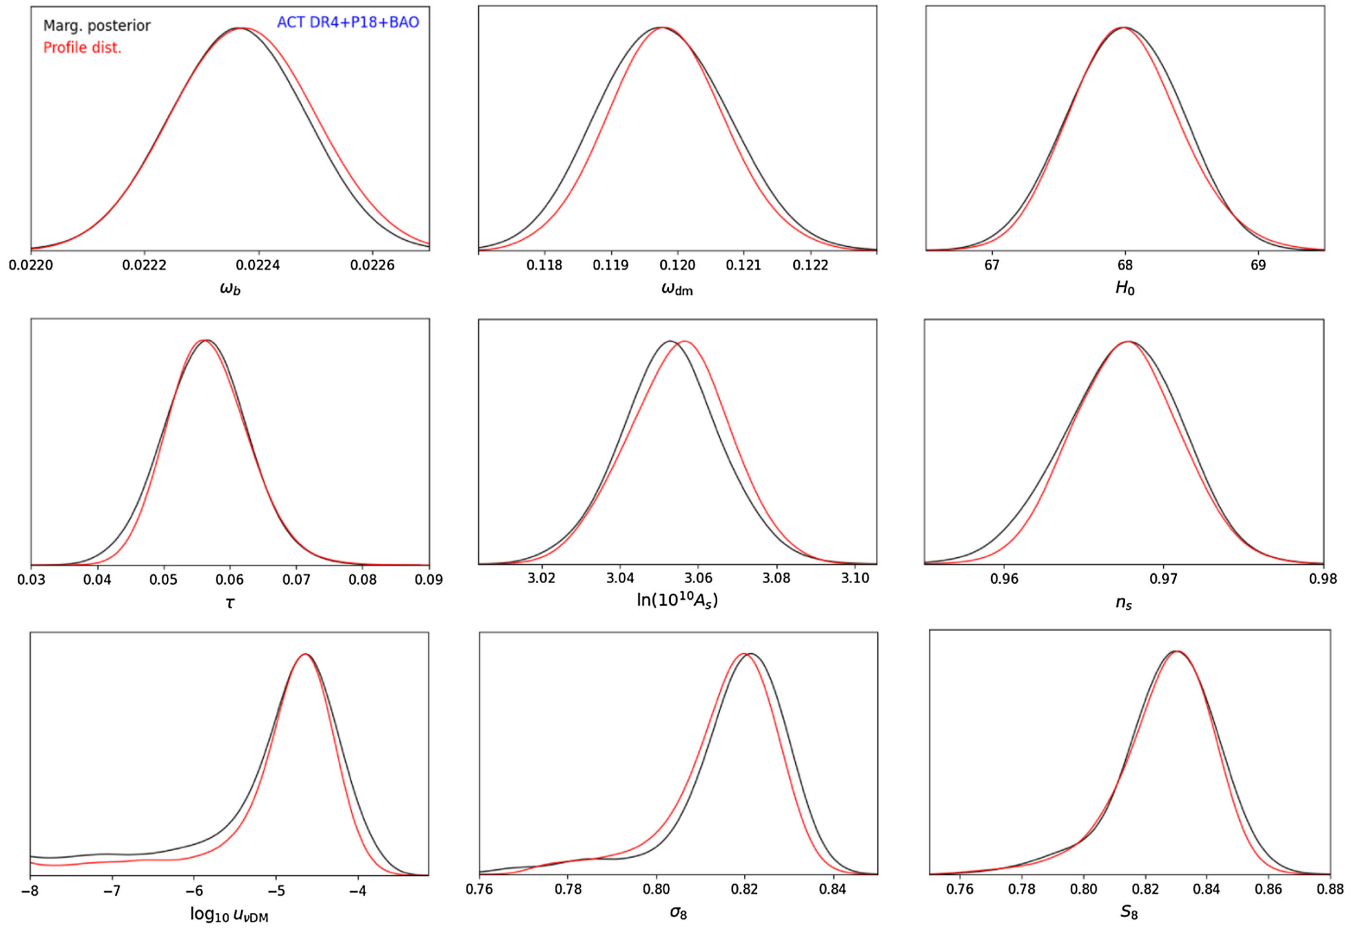 Marg. posterior
Profile dist.
ACT DR4+P18+BAO
0.0220 0.0222 0.0224 0.0226
ω_b
0.118 0.119 0.120 0.121 0.122
ω_dm
67 68 69
H_0
0.03 0.04 0.05 0.06 0.07 0.08 0.09
τ
3.02 3.04 3.06 3.08 3.10
ln(10^10 A_s)
0.96 0.97 0.98
n_s
−8 −7 −6 −5 −4
log_10 u_νDM
0.76 0.78 0.80 0.82 0.84
σ_8
0.76 0.78 0.80 0.82 0.84 0.86 0.88
S_8